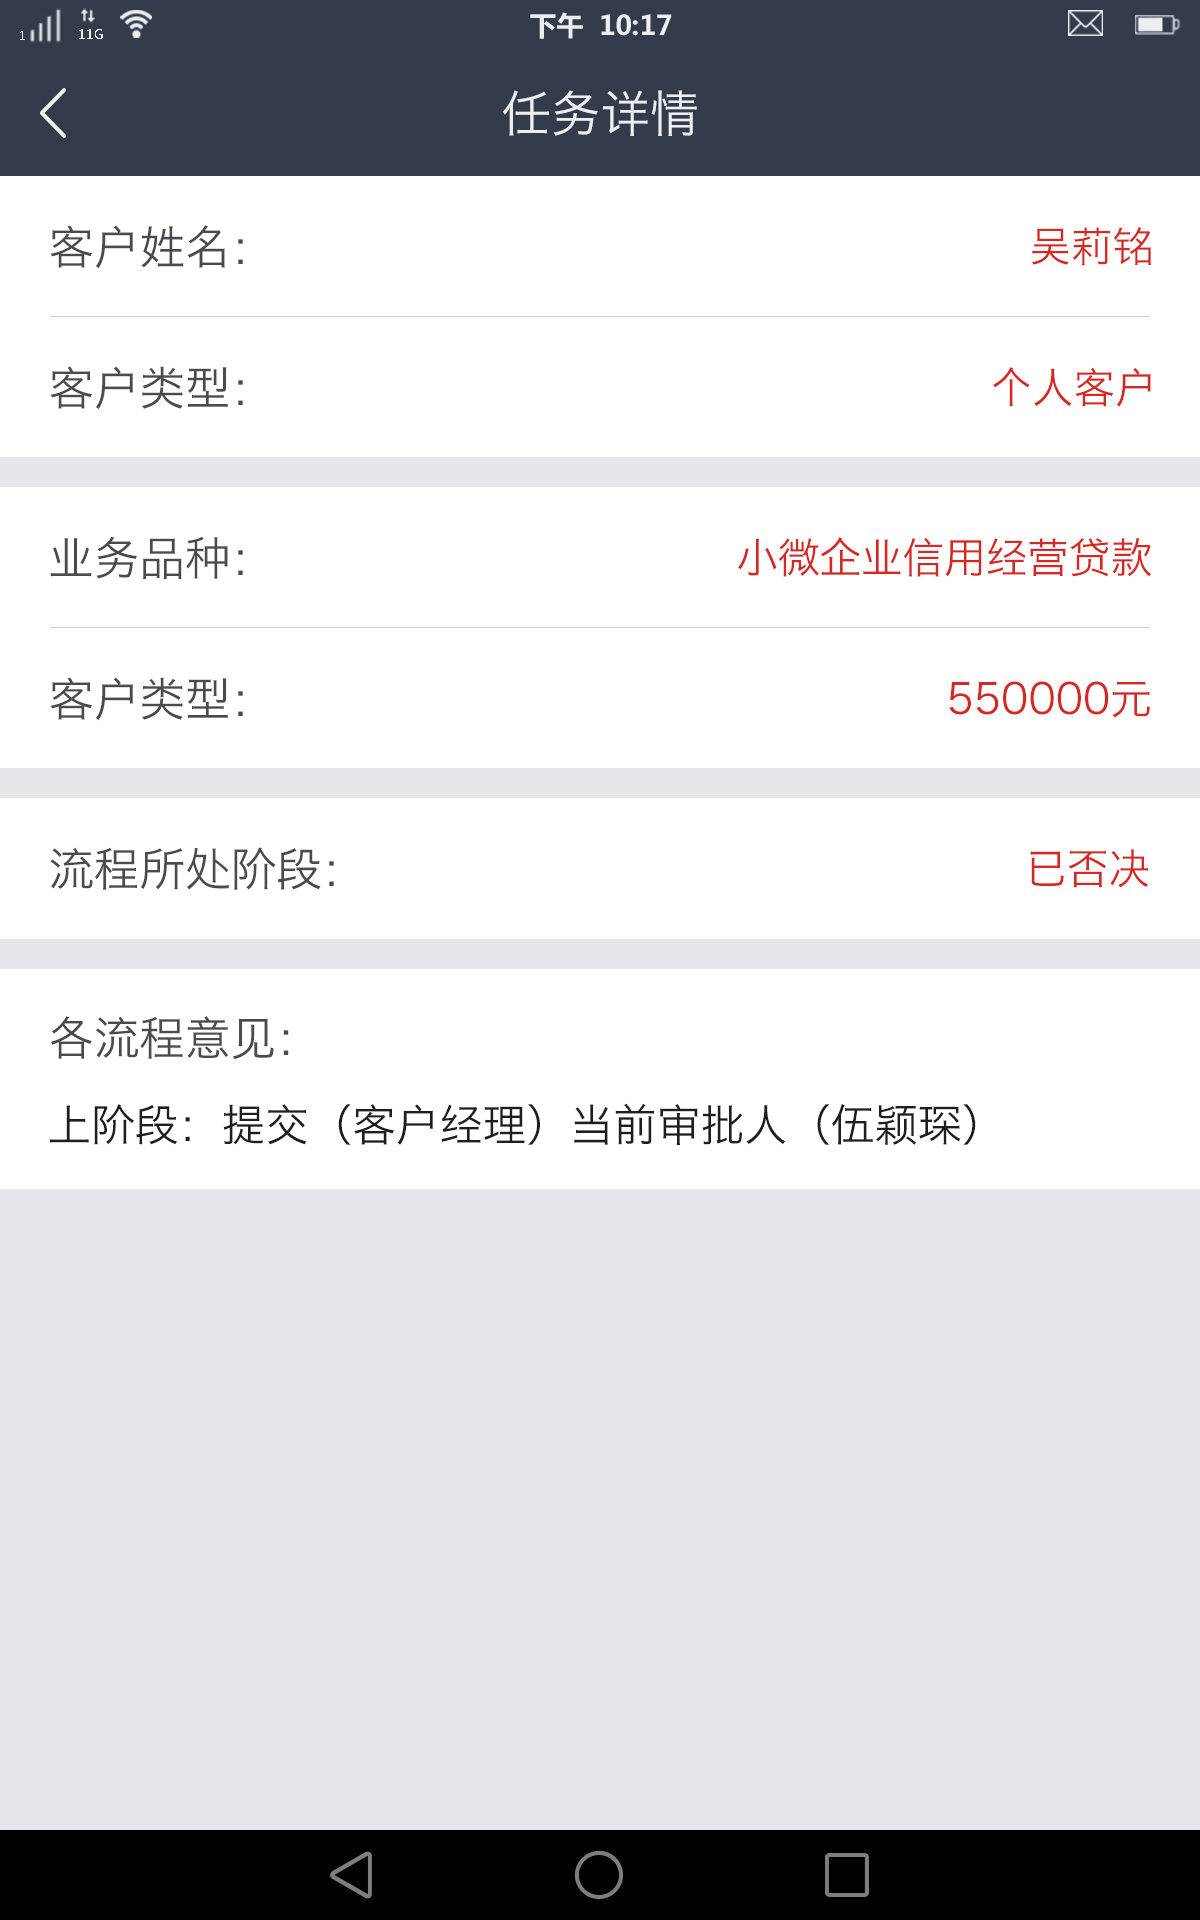 1 11G 下午 10:17
任务详情
客户姓名: 吴莉铭
客户类型: 个人客户
业务品种: 小微企业信用经营贷款
客户类型: 550000元
流程所处阶段: 已否决
各流程意见:
上阶段: 提交（客户经理）当前审批人（伍颖琛）